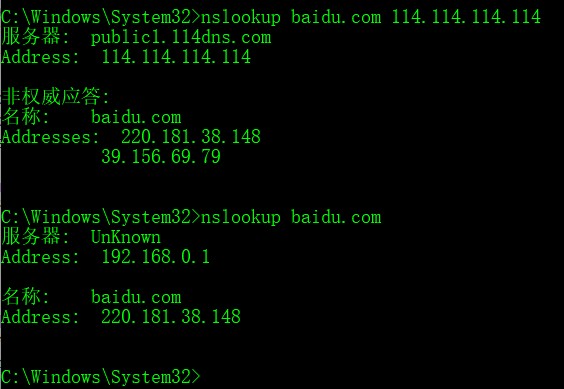 C:\Windows\System32>nslookup baidu.com 114.114.114.114
服务器:  public1.114dns.com
Address:  114.114.114.114
非权威应答:
名称:    baidu.com
Addresses:  220.181.38.148
39.156.69.79
C:\Windows\System32>nslookup baidu.com
服务器:  UnKnown
Address:  192.168.0.1
名称:    baidu.com
Address:  220.181.38.148
C:\Windows\System32>